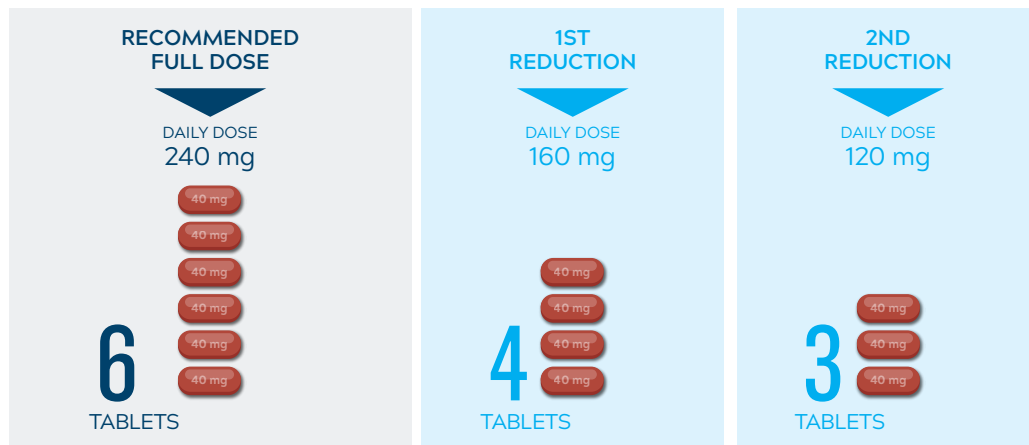 RECOMMENDED
FULL DOSE
DAILY DOSE
240 mg
40 mg
40 mg
40 mg
40 mg
40 mg
40 mg
6
TABLETS
1ST
REDUCTION
DAILY DOSE
160 mg
40 mg
40 mg
40 mg
40 mg
4
TABLETS
2ND
REDUCTION
DAILY DOSE
120 mg
40 mg
40 mg
40 mg
3
TABLETS